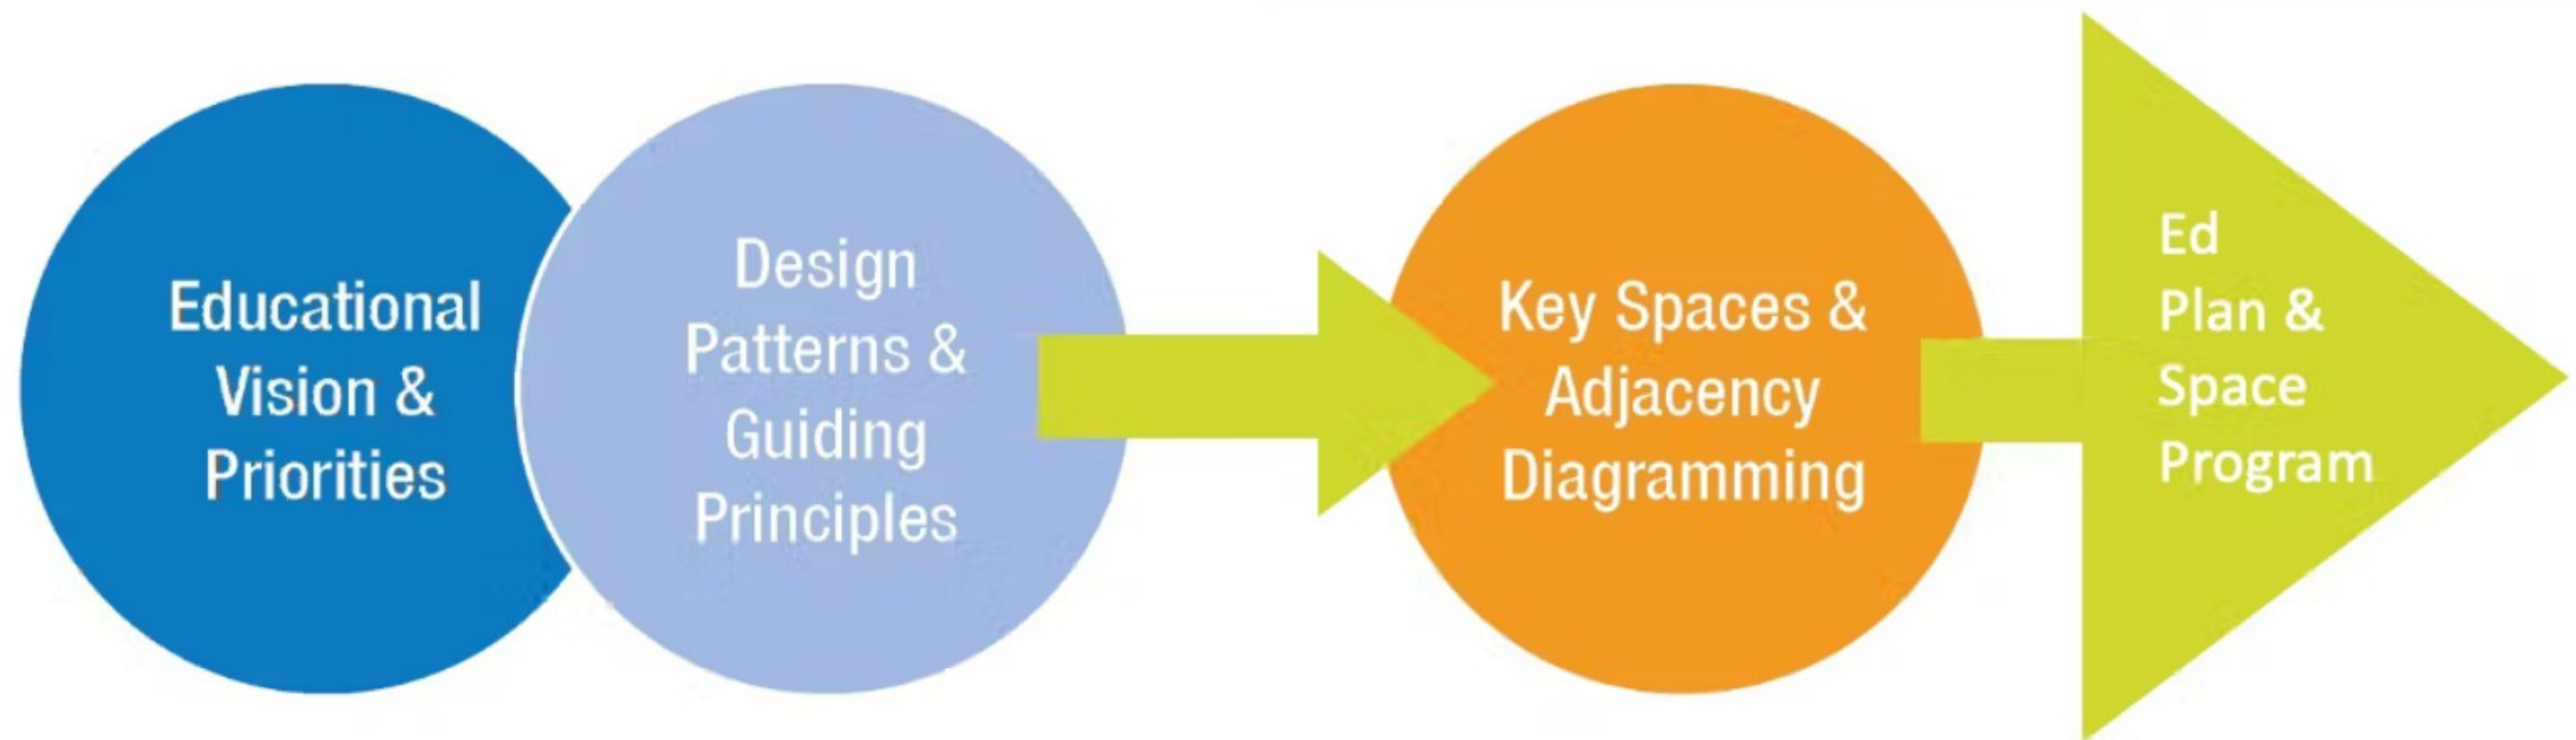 Educational
Vision &
Priorities
Design
Patterns &
Guiding
Principles
Key Spaces &
Adjacency
Diagramming
Ed
Plan &
Space
Program